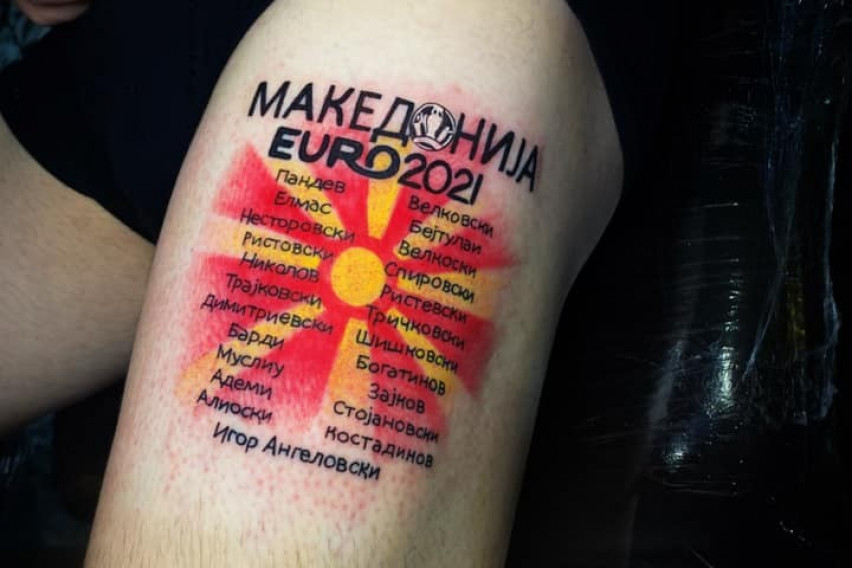 МАКЕДОНИЈА
EURO2021
Пандев
Елмас
Несторовски
Ристовски
Николов
Трајковски
Димитриевски
Барди
Муслиу
Адеми
Алиоски
Велковски
Бејтулаи
Велкоски
Спировски
Ристевски
Тричковски
Шишковски
Богатинов
Зајков
Стојановски
Костадинов
Игор Ангеловски